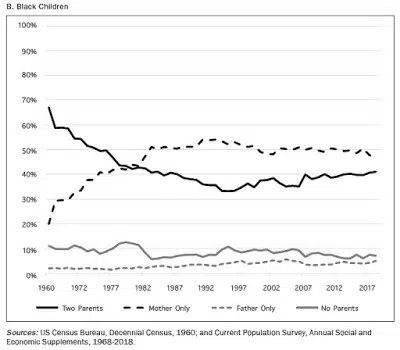 B. Black Children
100%
90%
80%
70%
60%
50%
40%
30%
20%
10%
0%
1960 1967 1972 1977 1982 1987 1992 1997 2002 2007 2012 2017
Two Parents Mother Only Father Only No Parents
Sources: US Census Bureau, Decennial Census, 1960; and Current Population Survey, Annual Social and
Economic Supplements, 1968-2018.